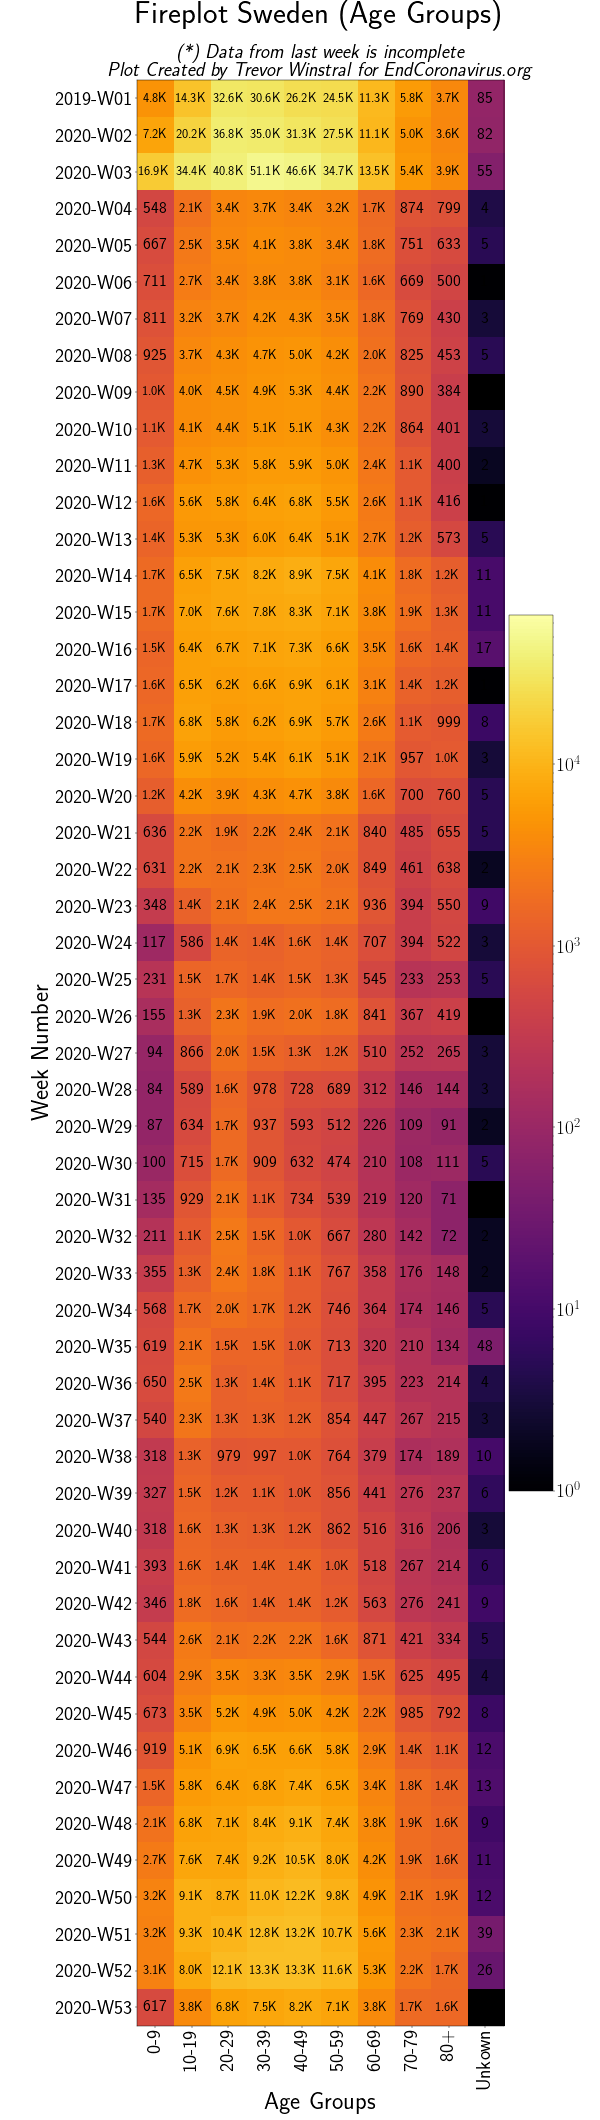 Fireplot Sweden (Age Groups)
(*) Data from last week is incomplete
Plot Created by Trevor Winstral for EndCoronavirus.org
2019-W01 4.8K 14.3K 32.6K 30.6K 26.2K 24.5K 11.3K 5.8K 3.7K 85
2020-W02 7.2K 20.2K 36.8K 35.0K 31.3K 27.5K 11.1K 5.0K 3.6K 82
2020-W03 16.9K 34.4K 40.8K 51.1K 46.6K 34.7K 13.5K 5.4K 3.9K 55
2020-W04 548 2.1K 3.4K 3.7K 3.4K 3.2K 1.7K 874 799 4
2020-W05 667 2.5K 3.5K 4.1K 3.8K 3.4K 1.8K 751 633 5
2020-W06 711 2.7K 3.4K 3.8K 3.8K 3.1K 1.6K 669 500
2020-W07 811 3.2K 3.7K 4.2K 4.3K 3.5K 1.8K 769 430 3
2020-W08 925 3.7K 4.3K 4.7K 5.0K 4.2K 2.0K 825 453 5
2020-W09 1.0K 4.0K 4.5K 4.9K 5.3K 4.4K 2.2K 890 384
2020-W10 1.1K 4.1K 4.4K 5.1K 5.1K 4.3K 2.2K 864 401 3
2020-W11 1.3K 4.7K 5.3K 5.8K 5.9K 5.0K 2.4K 1.1K 400 2
2020-W12 1.6K 5.6K 5.8K 6.4K 6.8K 5.5K 2.6K 1.1K 416
2020-W13 1.4K 5.3K 5.3K 6.0K 6.4K 5.1K 2.7K 1.2K 573 5
2020-W14 1.7K 6.5K 7.5K 8.2K 8.9K 7.5K 4.1K 1.8K 1.2K 11
2020-W15 1.7K 7.0K 7.6K 7.8K 8.3K 7.1K 3.8K 1.9K 1.3K 11
2020-W16 1.5K 6.4K 6.7K 7.1K 7.3K 6.6K 3.5K 1.6K 1.4K 17
2020-W17 1.6K 6.5K 6.2K 6.6K 6.9K 6.1K 3.1K 1.4K 1.2K
2020-W18 1.7K 6.8K 5.8K 6.2K 6.9K 5.7K 2.6K 1.1K 999 8
2020-W19 1.6K 5.9K 5.2K 5.4K 6.1K 5.1K 2.1K 957 1.0K 3
2020-W20 1.2K 4.2K 3.9K 4.3K 4.7K 3.8K 1.6K 700 760 5
2020-W21 636 2.2K 1.9K 2.2K 2.4K 2.1K 840 485 655 5
2020-W22 631 2.2K 2.1K 2.3K 2.5K 2.0K 849 461 638 2
2020-W23 348 1.4K 2.1K 2.4K 2.5K 2.1K 936 394 550 9
2020-W24 117 586 1.4K 1.4K 1.6K 1.4K 707 394 522 3
2020-W25 231 1.5K 1.7K 1.4K 1.5K 1.3K 545 233 253 5
2020-W26 155 1.3K 2.3K 1.9K 2.0K 1.8K 841 367 419
2020-W27 94 866 2.0K 1.5K 1.3K 1.2K 510 252 265 3
2020-W28 84 589 1.6K 978 728 689 312 146 144 3
2020-W29 87 634 1.7K 937 593 512 226 109 91 2
2020-W30 100 715 1.7K 909 632 474 210 108 111 5
2020-W31 135 929 2.1K 1.1K 734 539 219 120 71
2020-W32 211 1.1K 2.5K 1.5K 1.0K 667 280 142 72 2
2020-W33 355 1.3K 2.4K 1.8K 1.1K 767 358 176 148 2
2020-W34 568 1.7K 2.0K 1.7K 1.2K 746 364 174 146 5
2020-W35 619 2.1K 1.5K 1.5K 1.0K 713 320 210 134 48
2020-W36 650 2.5K 1.3K 1.4K 1.1K 717 395 223 214 4
2020-W37 540 2.3K 1.3K 1.3K 1.2K 854 447 267 215 3
2020-W38 318 1.3K 979 997 1.0K 764 379 174 189 10
2020-W39 327 1.5K 1.2K 1.1K 1.0K 856 441 276 237 6
2020-W40 318 1.6K 1.3K 1.3K 1.2K 862 516 316 206 3
2020-W41 393 1.6K 1.4K 1.4K 1.4K 1.0K 518 267 214 6
2020-W42 346 1.8K 1.6K 1.4K 1.4K 1.2K 563 276 241 9
2020-W43 544 2.6K 2.1K 2.2K 2.2K 1.6K 871 421 334 5
2020-W44 604 2.9K 3.5K 3.3K 3.5K 2.9K 1.5K 625 495 4
2020-W45 673 3.5K 5.2K 4.9K 5.0K 4.2K 2.2K 985 792 8
2020-W46 919 5.1K 6.9K 6.5K 6.6K 5.8K 2.9K 1.4K 1.1K 12
2020-W47 1.5K 5.8K 6.4K 6.8K 7.4K 6.5K 3.4K 1.8K 1.4K 13
2020-W48 2.1K 6.8K 7.1K 8.4K 9.1K 7.4K 3.8K 1.9K 1.6K 9
2020-W49 2.7K 7.6K 7.4K 9.2K 10.5K 8.0K 4.2K 1.9K 1.6K 11
2020-W50 3.2K 9.1K 8.7K 11.0K 12.2K 9.8K 4.9K 2.1K 1.9K 12
2020-W51 3.2K 9.3K 10.4K 12.8K 13.2K 10.7K 5.6K 2.3K 2.1K 39
2020-W52 3.1K 8.0K 12.1K 13.3K 13.3K 11.6K 5.3K 2.2K 1.7K 26
2020-W53 617 3.8K 6.8K 7.5K 8.2K 7.1K 3.8K 1.7K 1.6K
0-9 10-19 20-29 30-39 40-49 50-59 60-69 70-79 80+ Unkown
Age Groups
Week Number
10⁴
10³
10²
10¹
10⁰